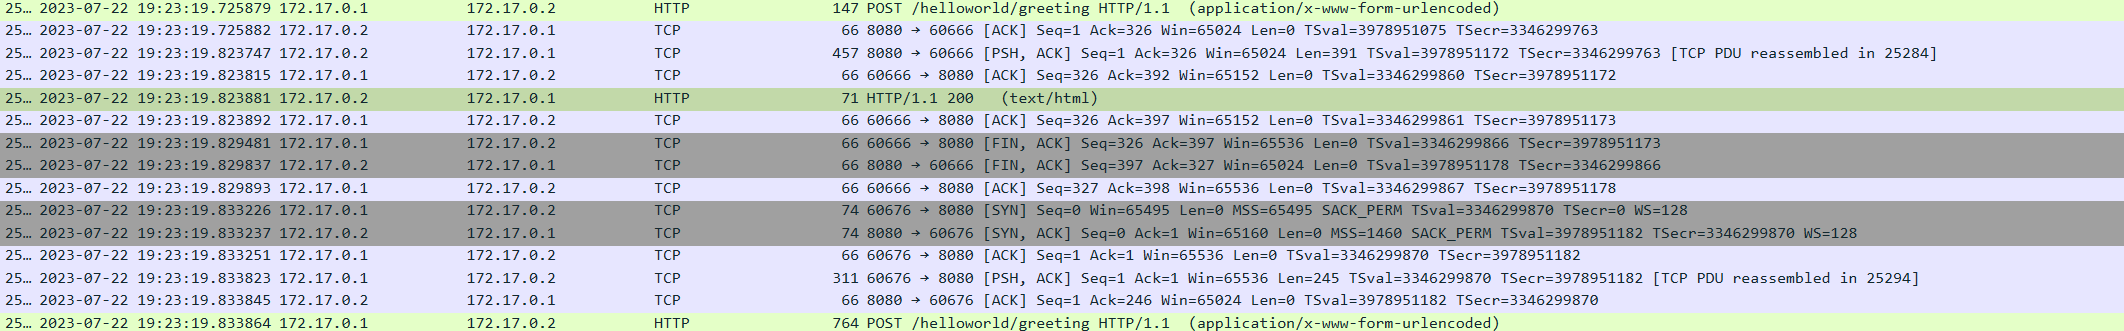 25… 2023-07-22 19:23:19.725879 172.17.0.1 172.17.0.2 HTTP 147 POST /helloworld/greeting HTTP/1.1 (application/x-www-form-urlencoded)
25… 2023-07-22 19:23:19.725882 172.17.0.2 172.17.0.1 TCP 66 8080 → 60666 [ACK] Seq=1 Ack=326 Win=65024 Len=0 TSval=3978951075 TSecr=3346299763
25… 2023-07-22 19:23:19.823747 172.17.0.2 172.17.0.1 TCP 457 8080 → 60666 [PSH, ACK] Seq=1 Ack=326 Win=65024 Len=391 TSval=3978951172 TSecr=3346299763 [TCP PDU reassembled in 25284]
25… 2023-07-22 19:23:19.823815 172.17.0.1 172.17.0.2 TCP 66 60666 → 8080 [ACK] Seq=326 Ack=392 Win=65152 Len=0 TSval=3346299860 TSecr=3978951172
25… 2023-07-22 19:23:19.823881 172.17.0.2 172.17.0.1 HTTP 71 HTTP/1.1 200 (text/html)
25… 2023-07-22 19:23:19.823892 172.17.0.1 172.17.0.2 TCP 66 60666 → 8080 [ACK] Seq=326 Ack=397 Win=65152 Len=0 TSval=3346299861 TSecr=3978951173
25… 2023-07-22 19:23:19.829481 172.17.0.1 172.17.0.2 TCP 66 60666 → 8080 [FIN, ACK] Seq=326 Ack=397 Win=65536 Len=0 TSval=3346299866 TSecr=3978951173
25… 2023-07-22 19:23:19.829837 172.17.0.2 172.17.0.1 TCP 66 8080 → 60666 [FIN, ACK] Seq=397 Ack=327 Win=65024 Len=0 TSval=3978951178 TSecr=3346299866
25… 2023-07-22 19:23:19.829893 172.17.0.1 172.17.0.2 TCP 66 60666 → 8080 [ACK] Seq=327 Ack=398 Win=65536 Len=0 TSval=3346299867 TSecr=3978951178
25… 2023-07-22 19:23:19.833226 172.17.0.1 172.17.0.2 TCP 74 60676 → 8080 [SYN] Seq=0 Win=65495 Len=0 MSS=65495 SACK_PERM TSval=3346299870 TSecr=0 WS=128
25… 2023-07-22 19:23:19.833237 172.17.0.2 172.17.0.1 TCP 74 8080 → 60676 [SYN, ACK] Seq=0 Ack=1 Win=65160 Len=0 MSS=1460 SACK_PERM TSval=3978951182 TSecr=3346299870 WS=128
25… 2023-07-22 19:23:19.833251 172.17.0.1 172.17.0.2 TCP 66 60676 → 8080 [ACK] Seq=1 Ack=1 Win=65536 Len=0 TSval=3346299870 TSecr=3978951182
25… 2023-07-22 19:23:19.833823 172.17.0.1 172.17.0.2 TCP 311 60676 → 8080 [PSH, ACK] Seq=1 Ack=1 Win=65536 Len=245 TSval=3346299870 TSecr=3978951182 [TCP PDU reassembled in 25294]
25… 2023-07-22 19:23:19.833845 172.17.0.2 172.17.0.1 TCP 66 8080 → 60676 [ACK] Seq=1 Ack=246 Win=65024 Len=0 TSval=3978951182 TSecr=3346299870
25… 2023-07-22 19:23:19.833864 172.17.0.1 172.17.0.2 HTTP 764 POST /helloworld/greeting HTTP/1.1 (application/x-www-form-urlencoded)